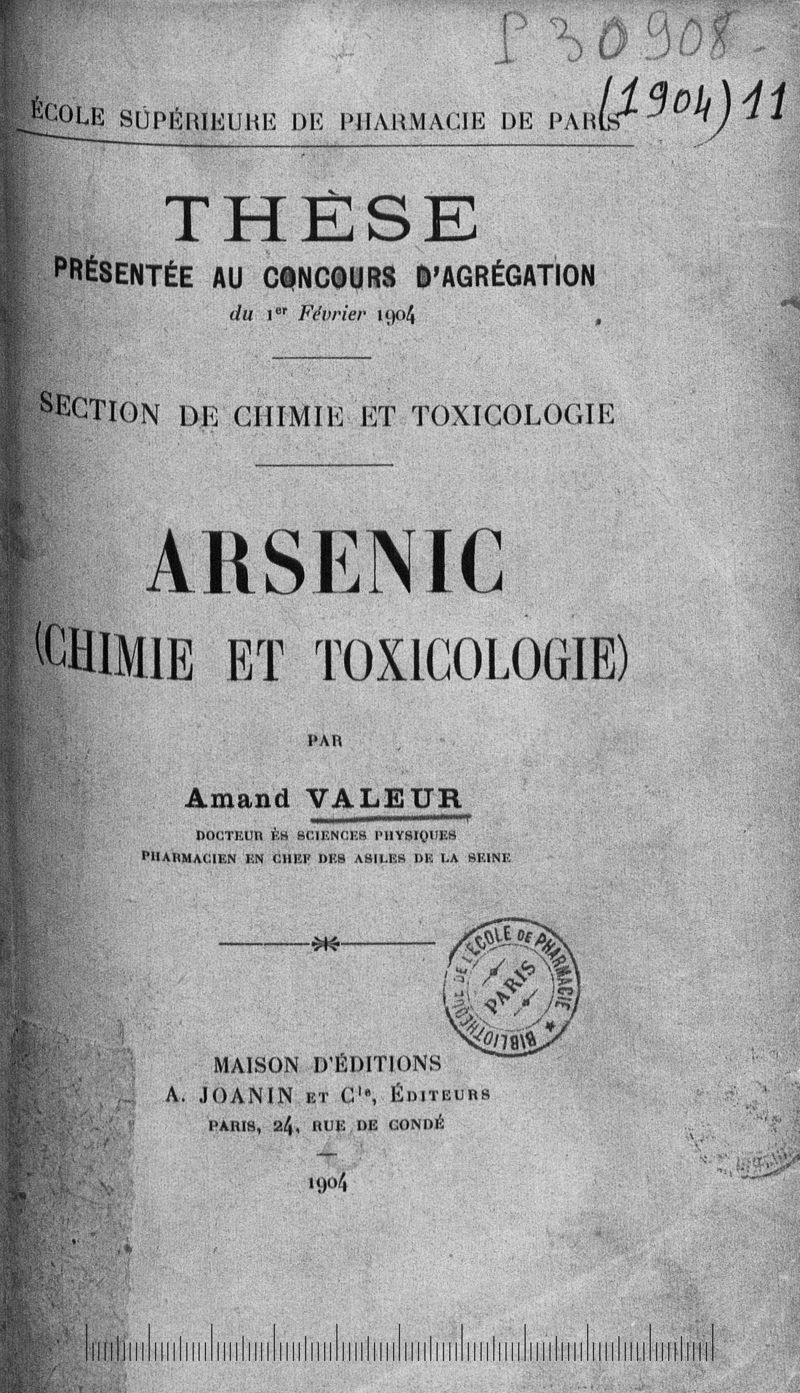 P 30908
(1904) 11
ÉCOLE SUPÉRIEURE DE PHARMACIE DE PARIS
THÈSE
PRÉSENTÉE AU CONCOURS D'AGRÉGATION
du 1er Février 1904
SECTION DE CHIMIE ET TOXICOLOGIE
ARSENIC
(CHIMIE ET TOXICOLOGIE)
PAR
Amand VALEUR
DOCTEUR ÈS SCIENCES PHYSIQUES
PHARMACIEN EN CHEF DES ASILES DE LA SEINE
BIBLIOTHÈQUE DE L'ÉCOLE DE PHARMACIE
PARIS
MAISON D'ÉDITIONS
A. JOANIN ET Cie, ÉDITEURS
PARIS, 24, RUE DE CONDÉ
1904